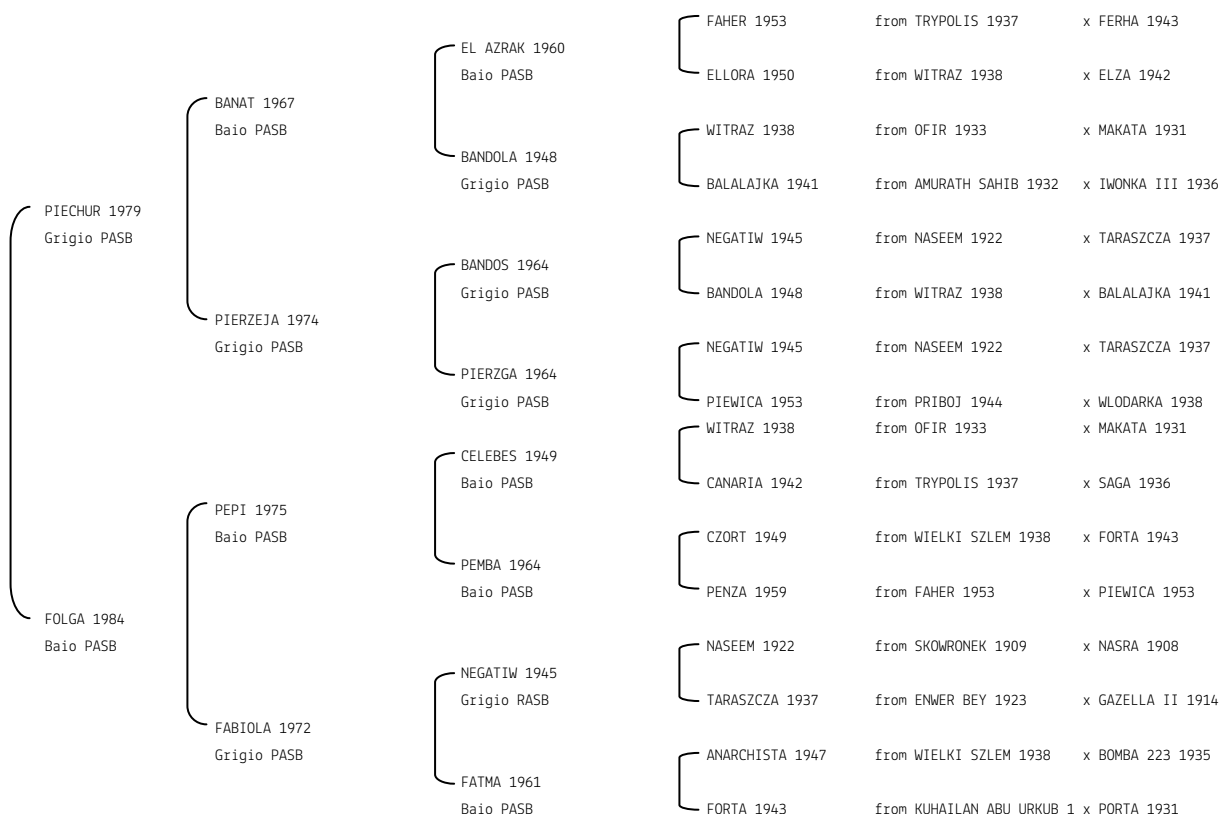 FAHER 1953 from TRYPOLIS 1937 x FERHA 1943
EL AZRAK 1960
Baio PASB
ELLORA 1950 from WITRAZ 1938 x ELZA 1942
BANAT 1967
Baio PASB
WITRAZ 1938 from OFIR 1933 x MAKATA 1931
BANDOLA 1948
Grigio PASB
BALALAJKA 1941 from AMURATH SAHIB 1932 x IWONKA III 1936
PIECHUR 1979
Grigio PASB
NEGATIW 1945 from NASEEM 1922 x TARASZCZA 1937
BANDOS 1964
Grigio PASB
BANDOLA 1948 from WITRAZ 1938 x BALALAJKA 1941
PIERZEJA 1974
Grigio PASB
NEGATIW 1945 from NASEEM 1922 x TARASZCZA 1937
PIERZGA 1964
Grigio PASB
PIEWICA 1953 from PRIBOJ 1944 x WLODARKA 1938
WITRAZ 1938 from OFIR 1933 x MAKATA 1931
CELEBES 1949
Baio PASB
CANARIA 1942 from TRYPOLIS 1937 x SAGA 1936
PEPI 1975
Baio PASB
CZORT 1949 from WIELKI SZLEM 1938 x FORTA 1943
PEMBA 1964
Baio PASB
PENZA 1959 from FAHER 1953 x PIEWICA 1953
FOLGA 1984
Baio PASB
NASEEM 1922 from SKOWRONEK 1909 x NASRA 1908
NEGATIW 1945
Grigio RASB
TARASZCZA 1937 from ENWER BEY 1923 x GAZELLA II 1914
FABIOLA 1972
Grigio PASB
ANARCHISTA 1947 from WIELKI SZLEM 1938 x BOMBA 223 1935
FATMA 1961
Baio PASB
FORTA 1943 from KUHAILAN ABU URKUB 1 x PORTA 1931